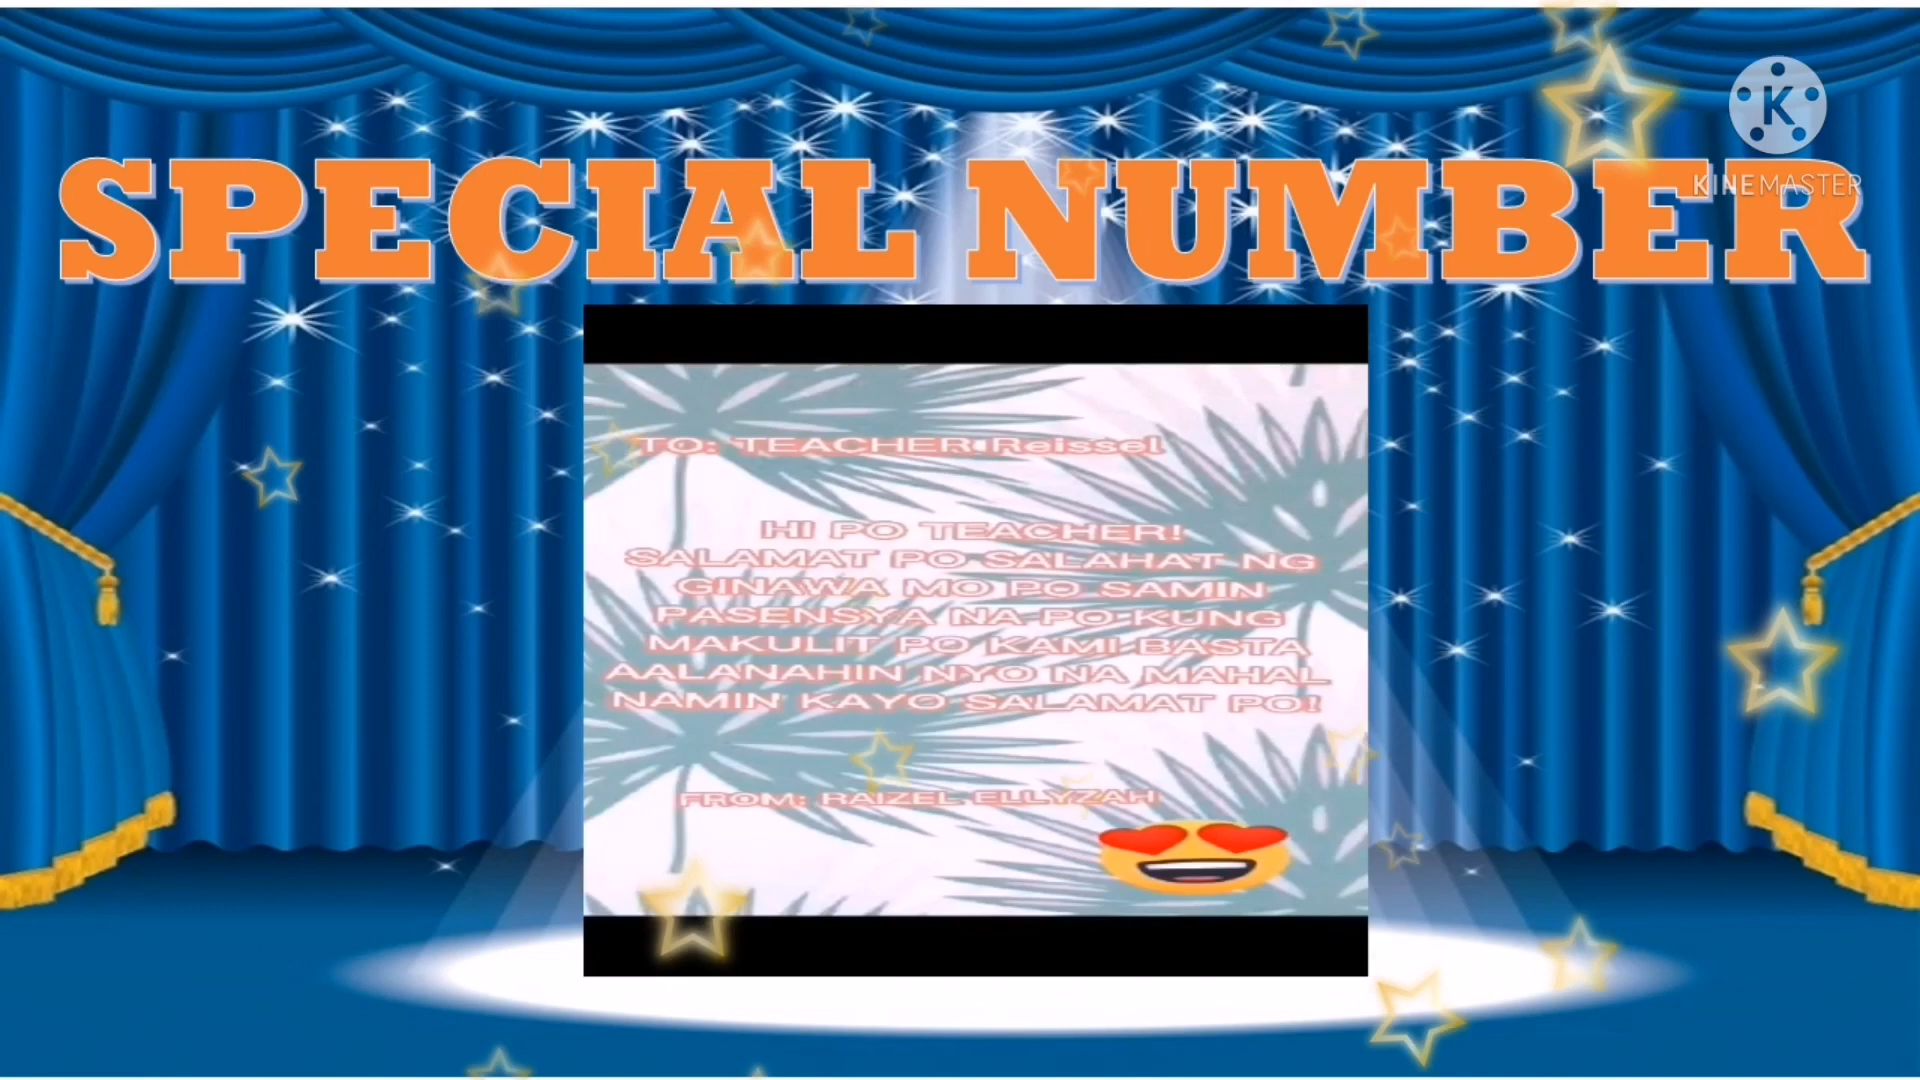 SPECIAL NUMBER
K
KINEMASTER
TO: TEACHER Reissel
HI PO TEACHER!
SALAMAT PO SALAHAT NG
GINAWA MO PO SAMIN
PASENSYA NA PO KUNG
MAKULIT PO KAMI BASTA
AALANAHIN NYO NA MAHAL
NAMIN KAYO SALAMAT PO!
FROM: RAIZEL ELLYZAH